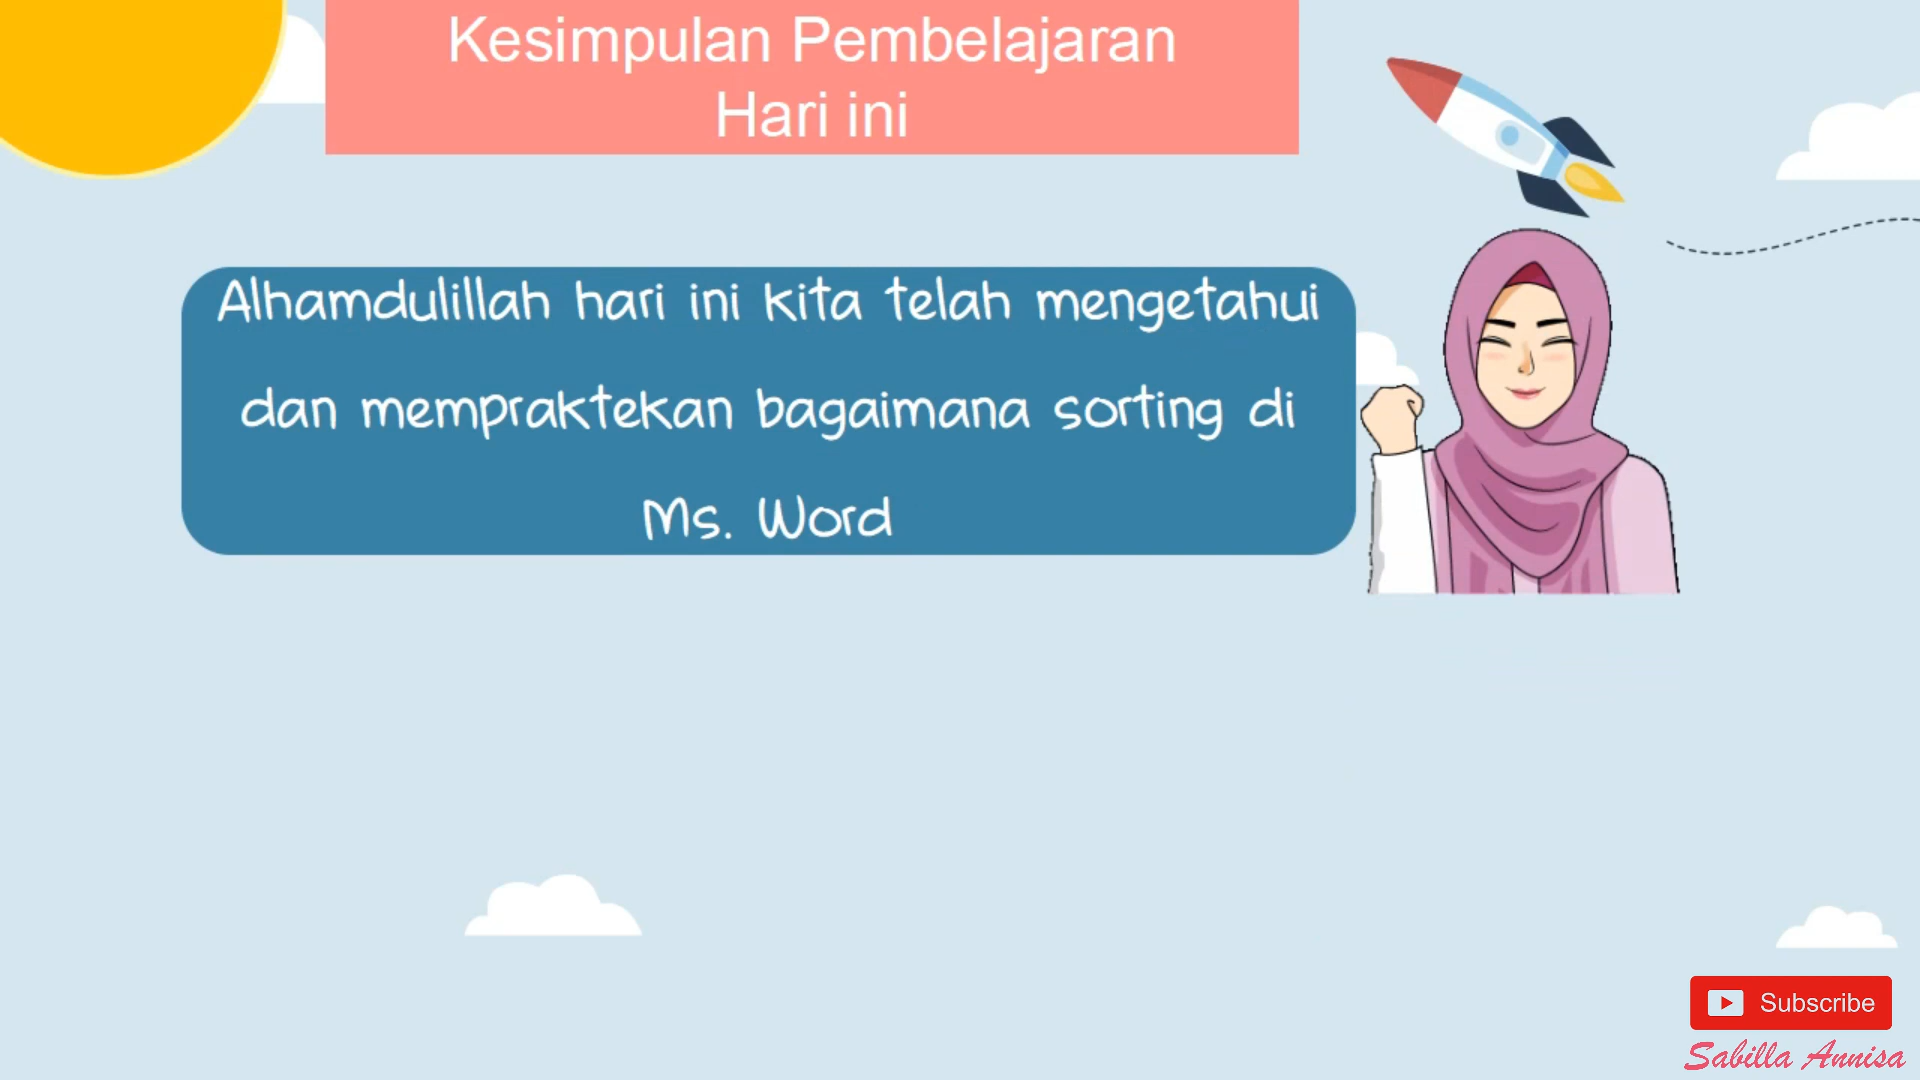 Kesimpulan Pembelajaran
Hari ini
Alhamdulillah hari ini kita telah mengetahui
dan mempraktekan bagaimana sorting di
Ms. Word
Subscribe
Sabilla Annisa